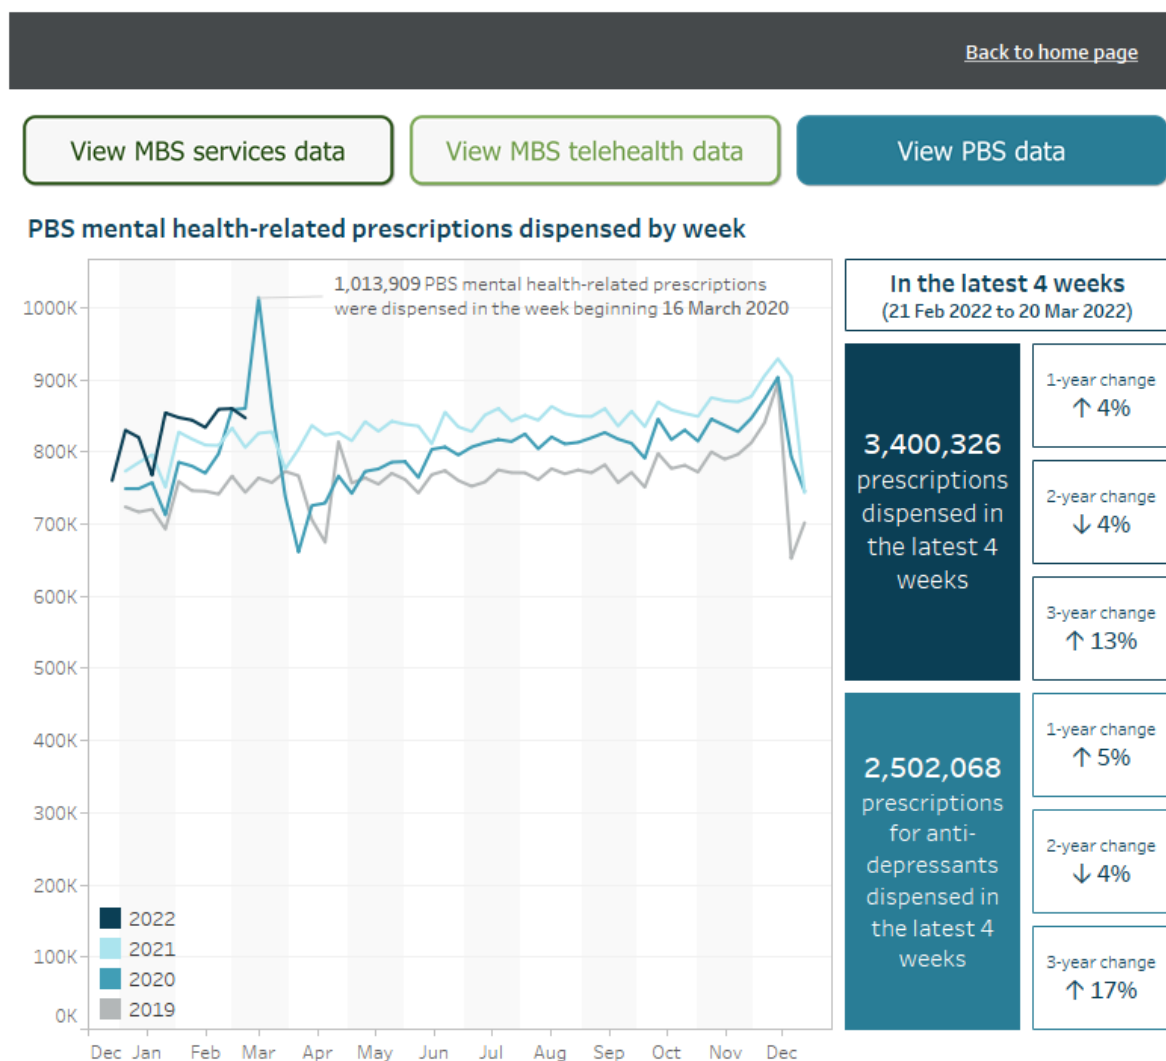 Back to home page
View MBS services data
View MBS telehealth data
View PBS data
PBS mental health-related prescriptions dispensed by week
1,013,909 PBS mental health-related prescriptions
were dispensed in the week beginning 16 March 2020
1000K
900K
800K
700K
600K
500K
400K
300K
200K
100K
0K
2022
2021
2020
2019
Dec Jan Feb Mar Apr May Jun Jul Aug Sep Oct Nov Dec
In the latest 4 weeks
(21 Feb 2022 to 20 Mar 2022)
3,400,326
prescriptions
dispensed in
the latest 4
weeks
1-year change
↑ 4%
2-year change
↓ 4%
3-year change
↑ 13%
2,502,068
prescriptions
for anti-
depressants
dispensed in
the latest 4
weeks
1-year change
↑ 5%
2-year change
↓ 4%
3-year change
↑ 17%